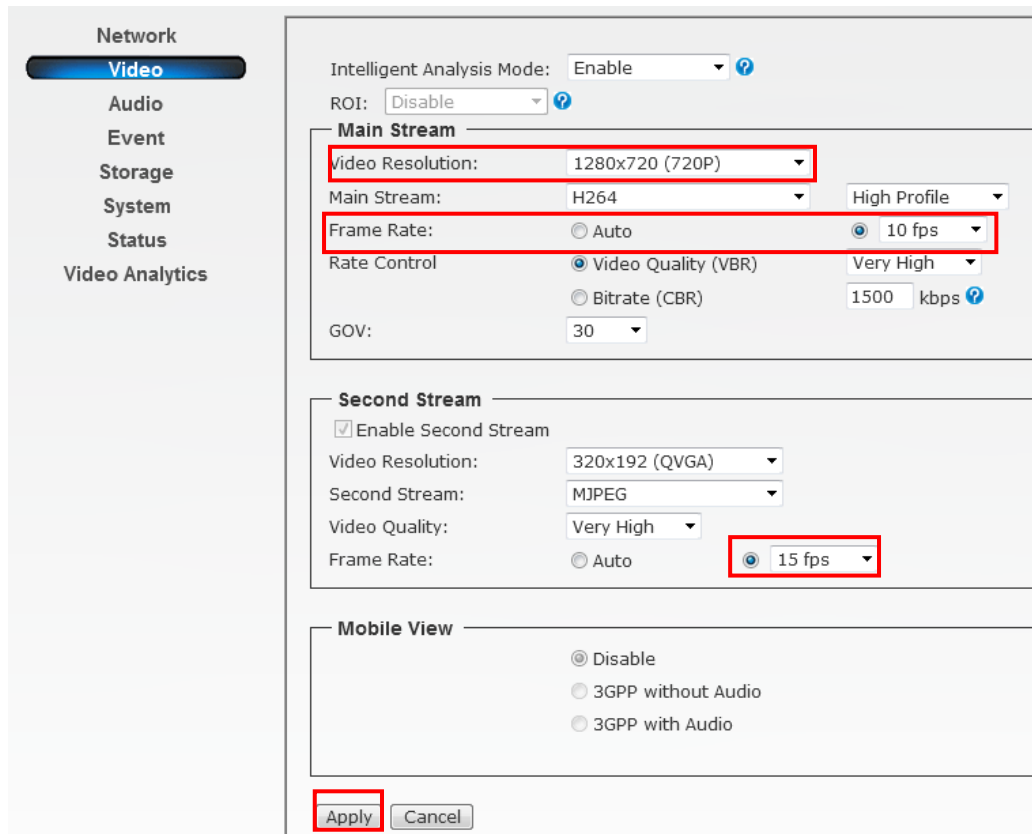 Network
Video
Audio
Event
Storage
System
Status
Video Analytics
Intelligent Analysis Mode: Enable ?
ROI: Disable ?
Main Stream
Video Resolution: 1280x720 (720P)
Main Stream: H264 High Profile
Frame Rate: Auto 10 fps
Rate Control Video Quality (VBR) Very High
Bitrate (CBR) 1500 kbps ?
GOV: 30
Second Stream
Enable Second Stream
Video Resolution: 320x192 (QVGA)
Second Stream: MJPEG
Video Quality: Very High
Frame Rate: Auto 15 fps
Mobile View
Disable
3GPP without Audio
3GPP with Audio
Apply Cancel